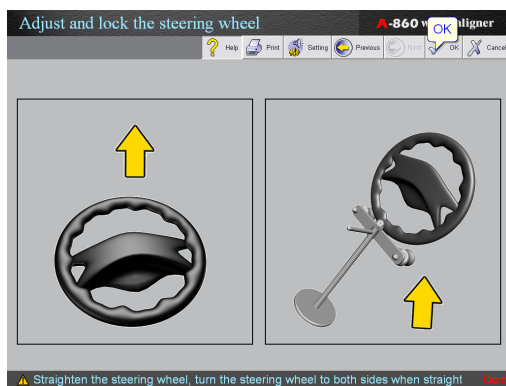 Adjust and lock the steering wheel
A-860
OK
Help
Print
Setting
Previous
Next
OK
Cancel
Straighten the steering wheel, turn the steering wheel to both sides when straight